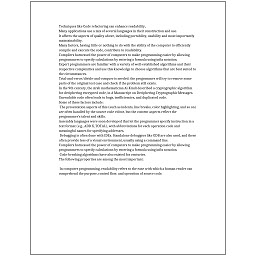 Techniques like Code refactoring can enhance readability.
Many applications use a mix of several languages in their construction and use.
It affects the aspects of quality above, including portability, usability and most importantly
maintainability.
Many factors, having little or nothing to do with the ability of the computer to efficiently
compile and execute the code, contribute to readability.
Compilers harnessed the power of computers to make programming easier by allowing
programmers to specify calculations by entering a formula using infix notation.
Expert programmers are familiar with a variety of well-established algorithms and their
respective complexities and use this knowledge to choose algorithms that are best suited to
the circumstances.
Trial-and-error/divide-and-conquer is needed: the programmer will try to remove some
parts of the original test case and check if the problem still exists.
In the 9th century, the Arab mathematician Al-Kindi described a cryptographic algorithm
for deciphering encrypted code, in A Manuscript on Deciphering Cryptographic Messages.
Unreadable code often leads to bugs, inefficiencies, and duplicated code.
Some of these factors include:
The presentation aspects of this (such as indents, line breaks, color highlighting, and so on)
are often handled by the source code editor, but the content aspects reflect the
programmer's talent and skills.
Assembly languages were soon developed that let the programmer specify instruction in a
text format (e.g., ADD X, TOTAL), with abbreviations for each operation code and
meaningful names for specifying addresses.
Debugging is often done with IDEs. Standalone debuggers like GDB are also used, and these
often provide less of a visual environment, usually using a command line.
Compilers harnessed the power of computers to make programming easier by allowing
programmers to specify calculations by entering a formula using infix notation.
Code-breaking algorithms have also existed for centuries.
The following properties are among the most important.
In computer programming, readability refers to the ease with which a human reader can
comprehend the purpose, control flow, and operation of source code.